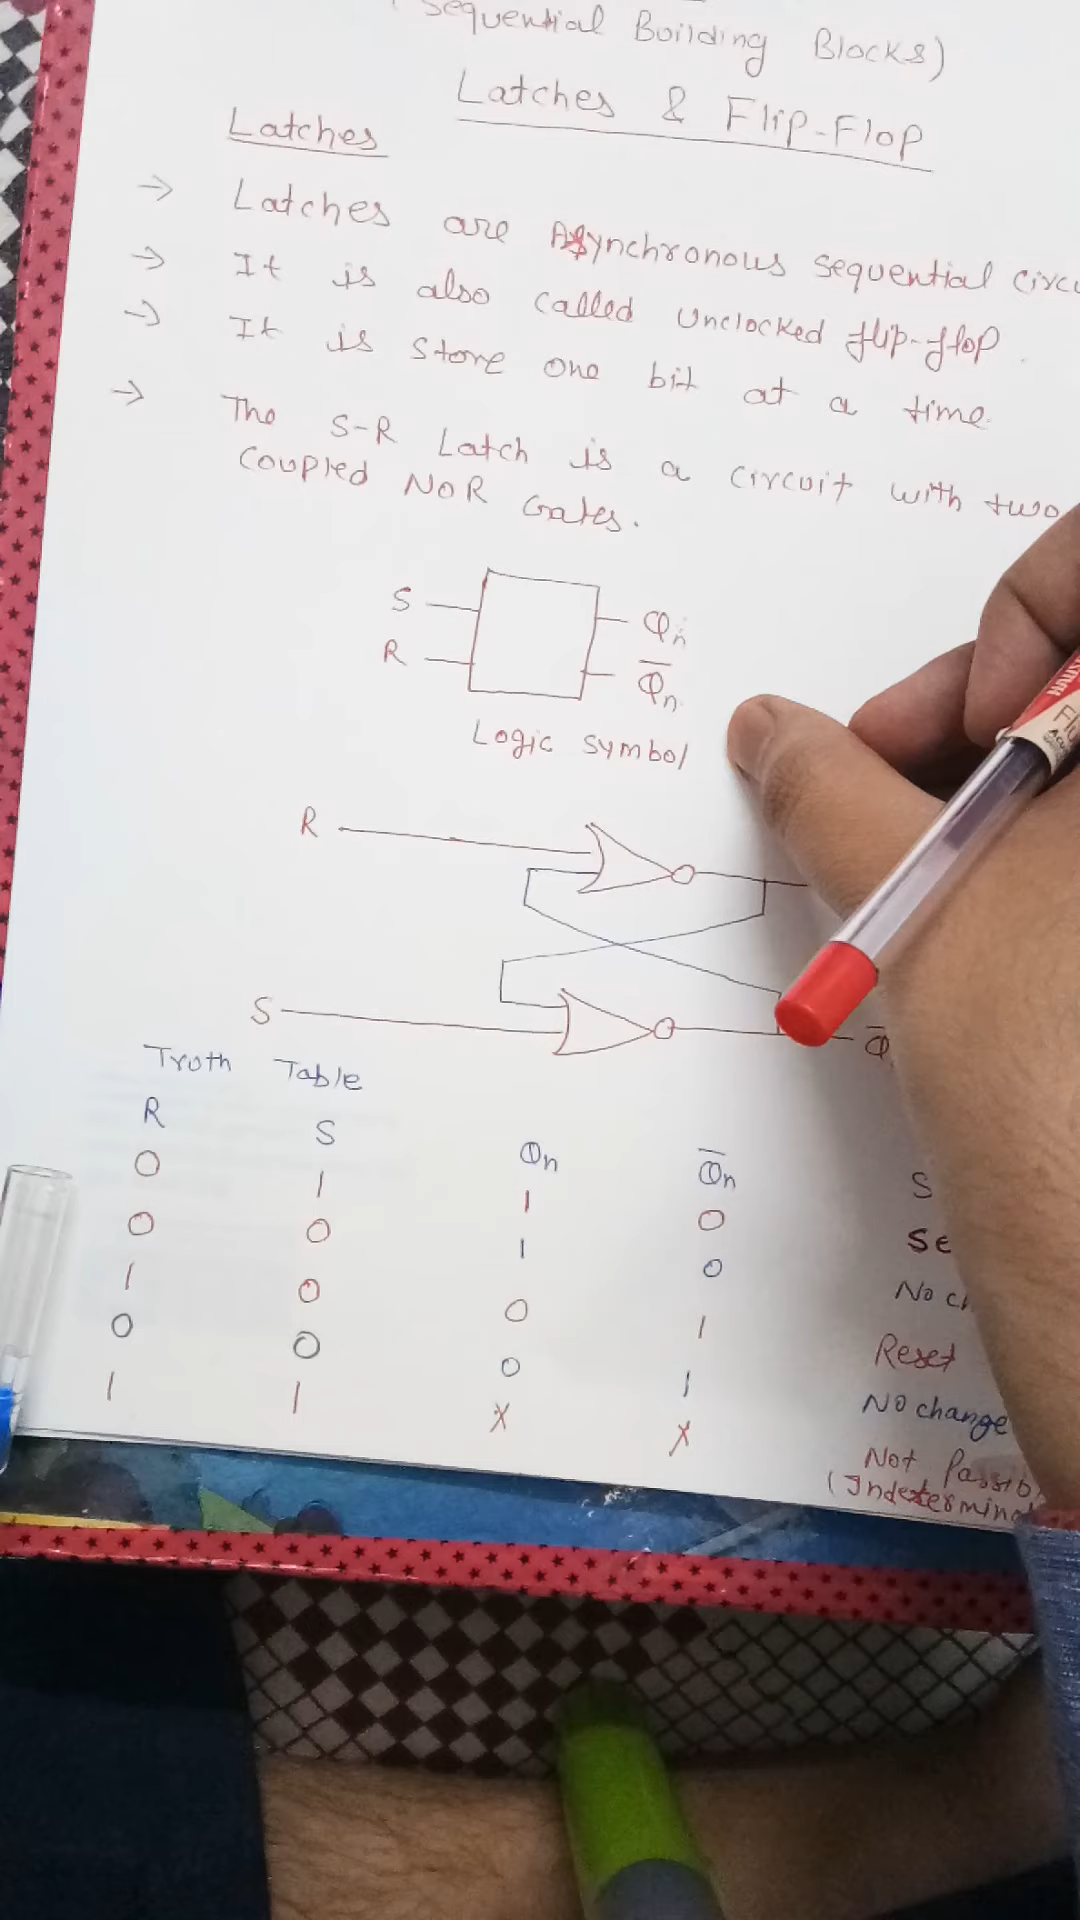 Sequential Building Blocks)
Latches & Flip-Flop
Latches
→ Latches are Asynchronous sequential
→ It is also called Unclocked flip-flop.
→ It is store one bit at a time.
→ The S-R Latch is a circuit with two
coupled NOR Gates.
S Qn
R Q̅n
Logic symbol
R
S Q̅
Truth Table
R S Qn Q̅n S
0 1 1 0
0 0 1 0 No
1 0 0 1 Reset
0 0 0 1 No change
1 1 X X Not